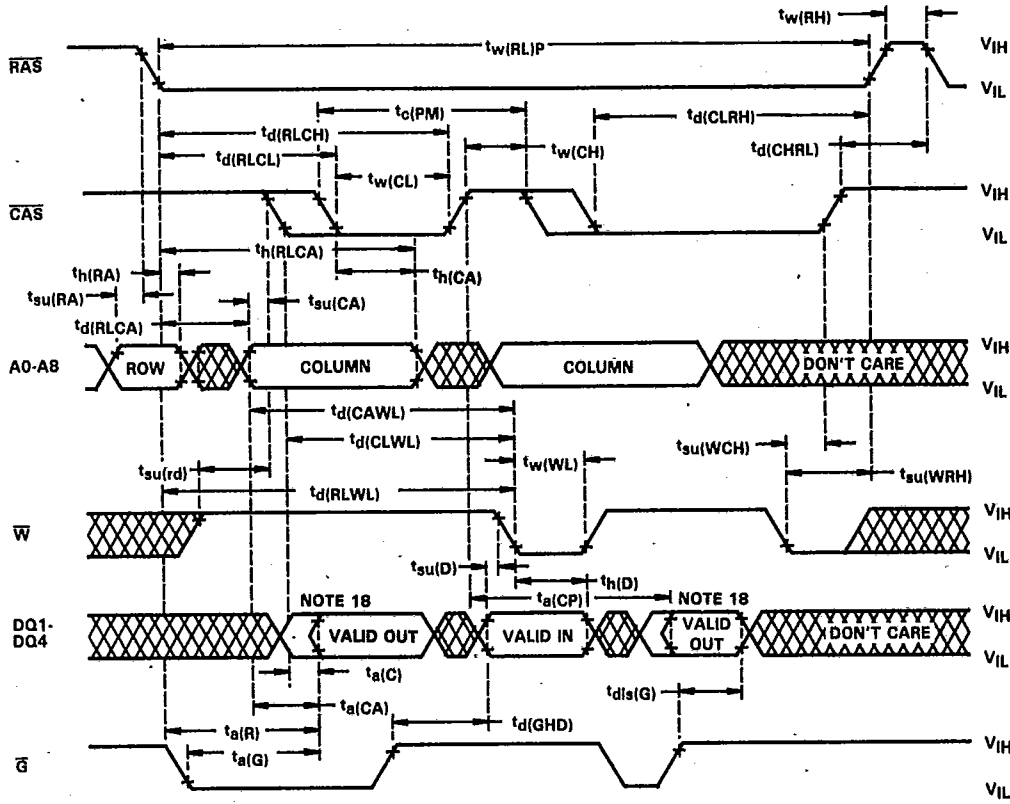 tw(RH)
RAS
tw(RL)P
VIH
VIL
tc(PM)
td(RLCH)
td(CLRH)
td(RLCL)
tw(CH)
td(CHRL)
tw(CL)
CAS
VIH
VIL
th(RLCA)
th(RA)
th(CA)
tsu(RA)
tsu(CA)
td(RLCA)
A0-A8
ROW
COLUMN
COLUMN
DON'T CARE
VIH
VIL
td(CAWL)
td(CLWL)
tsu(rd)
tw(WL)
tsu(WCH)
tsu(WRH)
td(RLWL)
W
VIH
VIL
tsu(D)
th(D)
ta(CP)
NOTE 18
NOTE 18
DQ1-
DQ4
VALID OUT
VALID IN
VALID
OUT
DON'T CARE
VIH
VIL
ta(C)
tdis(G)
ta(CA)
ta(R)
td(GHD)
ta(G)
G
VIH
VIL